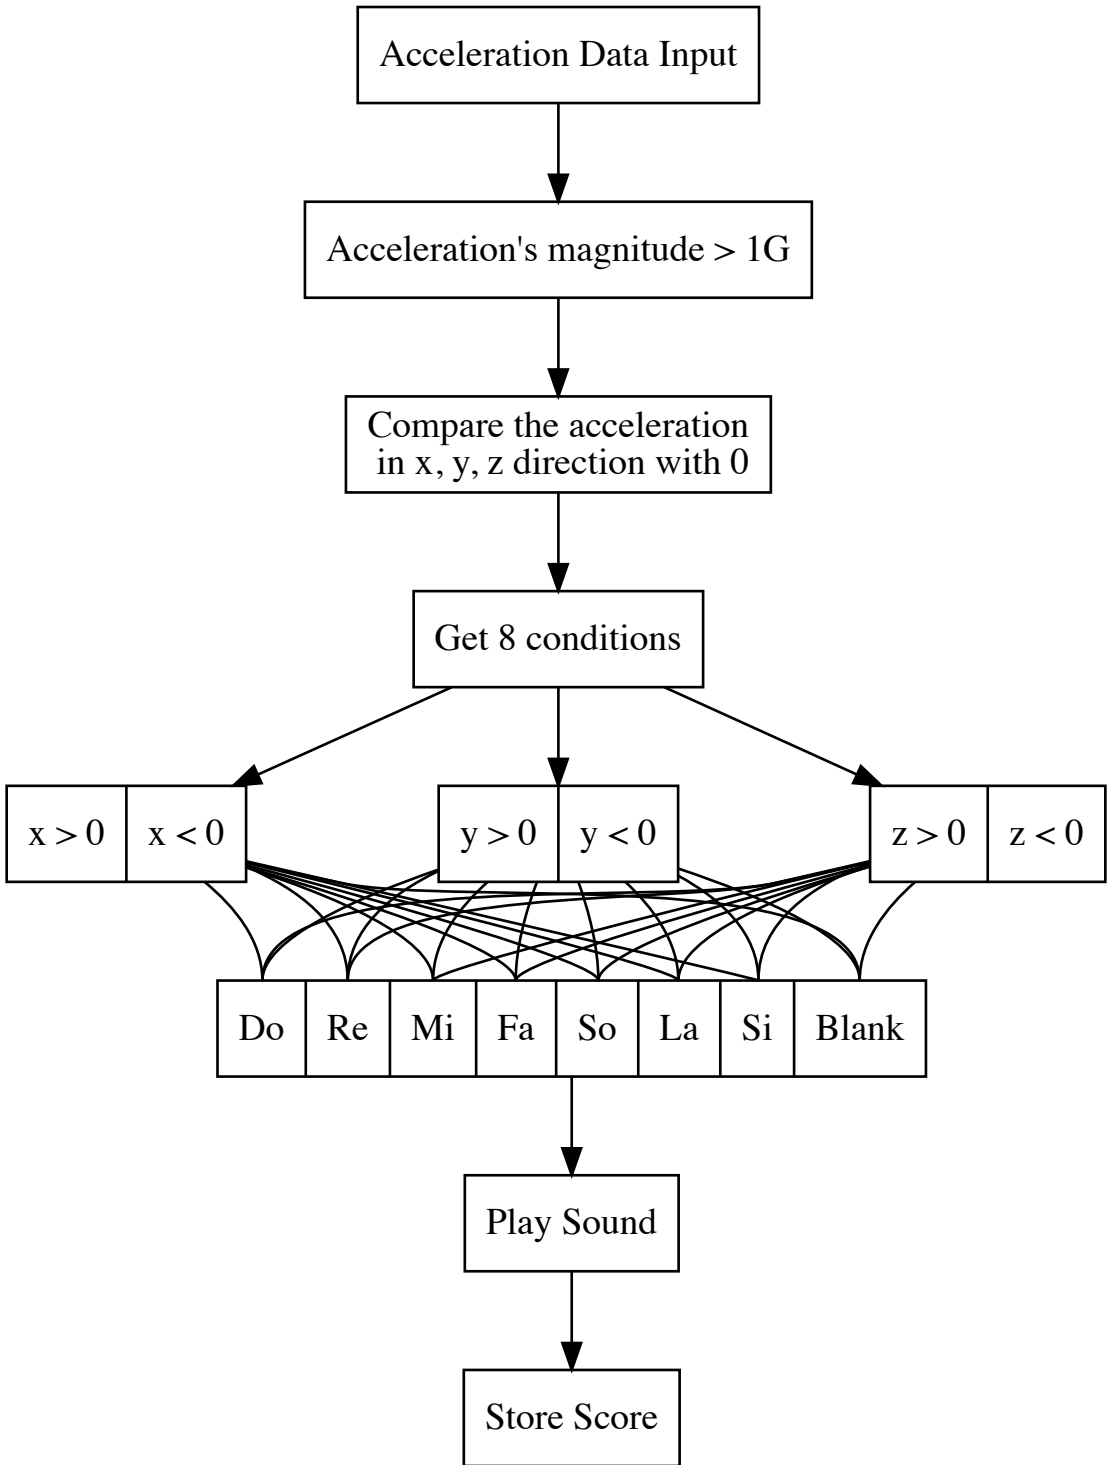 Acceleration Data Input
Acceleration's magnitude > 1G
Compare the acceleration
in x, y, z direction with 0
Get 8 conditions
x > 0 x < 0 y > 0 y < 0 z > 0 z < 0
Do Re Mi Fa So La Si Blank
Play Sound
Store Score